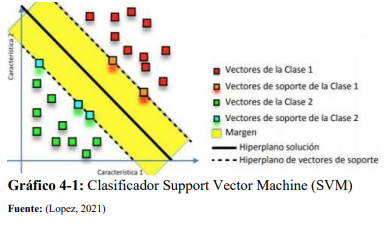 Característica 2
Característica 1
Vectores de la Clase 1
Vectores de soporte de la Clase 1
Vectores de la Clase 2
Vectores de soporte de la Clase 2
Margen
Hiperplano solución
Hiperplano de vectores de soporte
Gráfico 4-1: Clasificador Support Vector Machine (SVM)
Fuente: (Lopez, 2021)